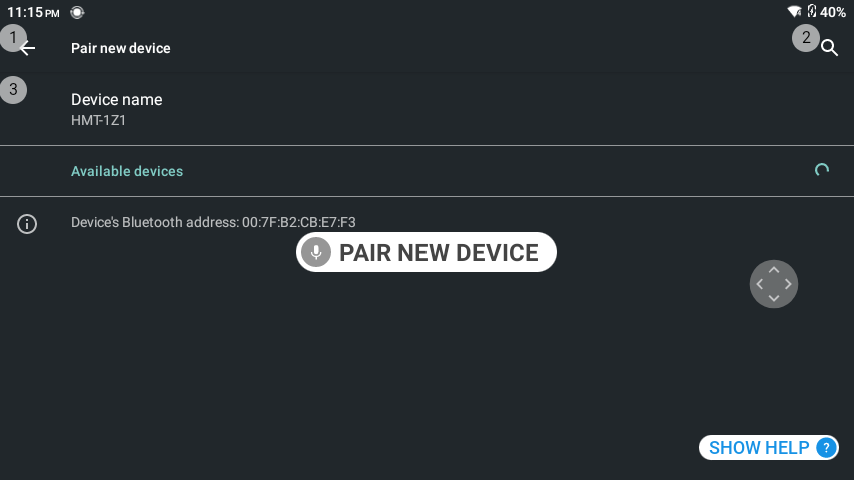 11:15 PM 40%
1 Pair new device 2
3
Device name
HMT-1Z1
Available devices
Device's Bluetooth address: 00:7F:B2:CB:E7:F3
PAIR NEW DEVICE
SHOW HELP ?